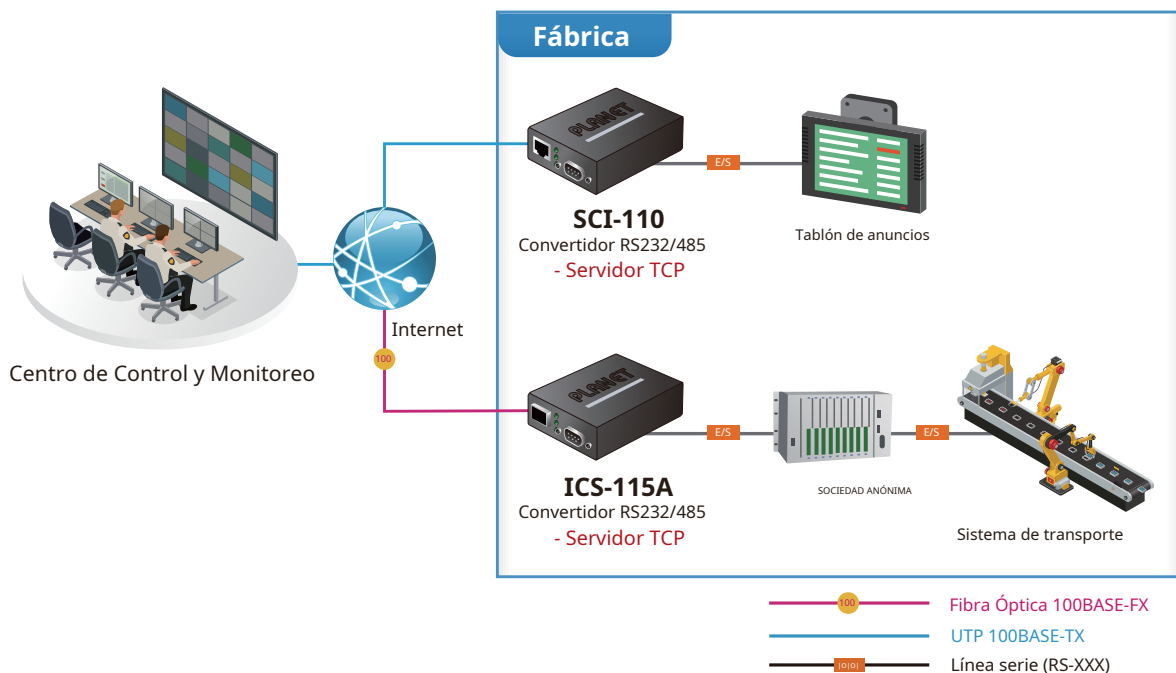 Fábrica
PLANET
E/S
SCI-110
Convertidor RS232/485
- Servidor TCP
Tablón de anuncios
Internet
100
Centro de Control y Monitoreo
PLANET
E/S
E/S
ICS-115A
Convertidor RS232/485
- Servidor TCP
SOCIEDAD ANÓNIMA
Sistema de transporte
100
Fibra Óptica 100BASE-FX
UTP 100BASE-TX
|O|O|
Línea serie (RS-XXX)